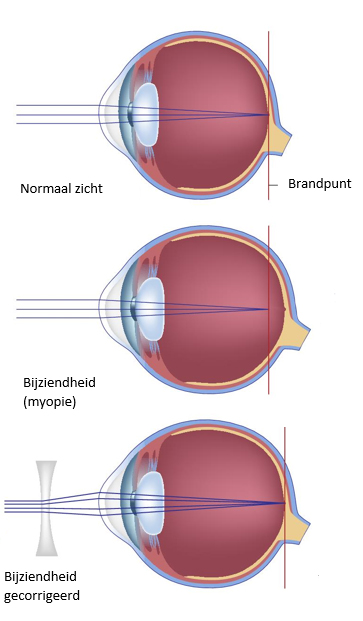 Normaal zicht
Brandpunt
Bijziendheid
(myopie)
Bijziendheid
gecorrigeerd